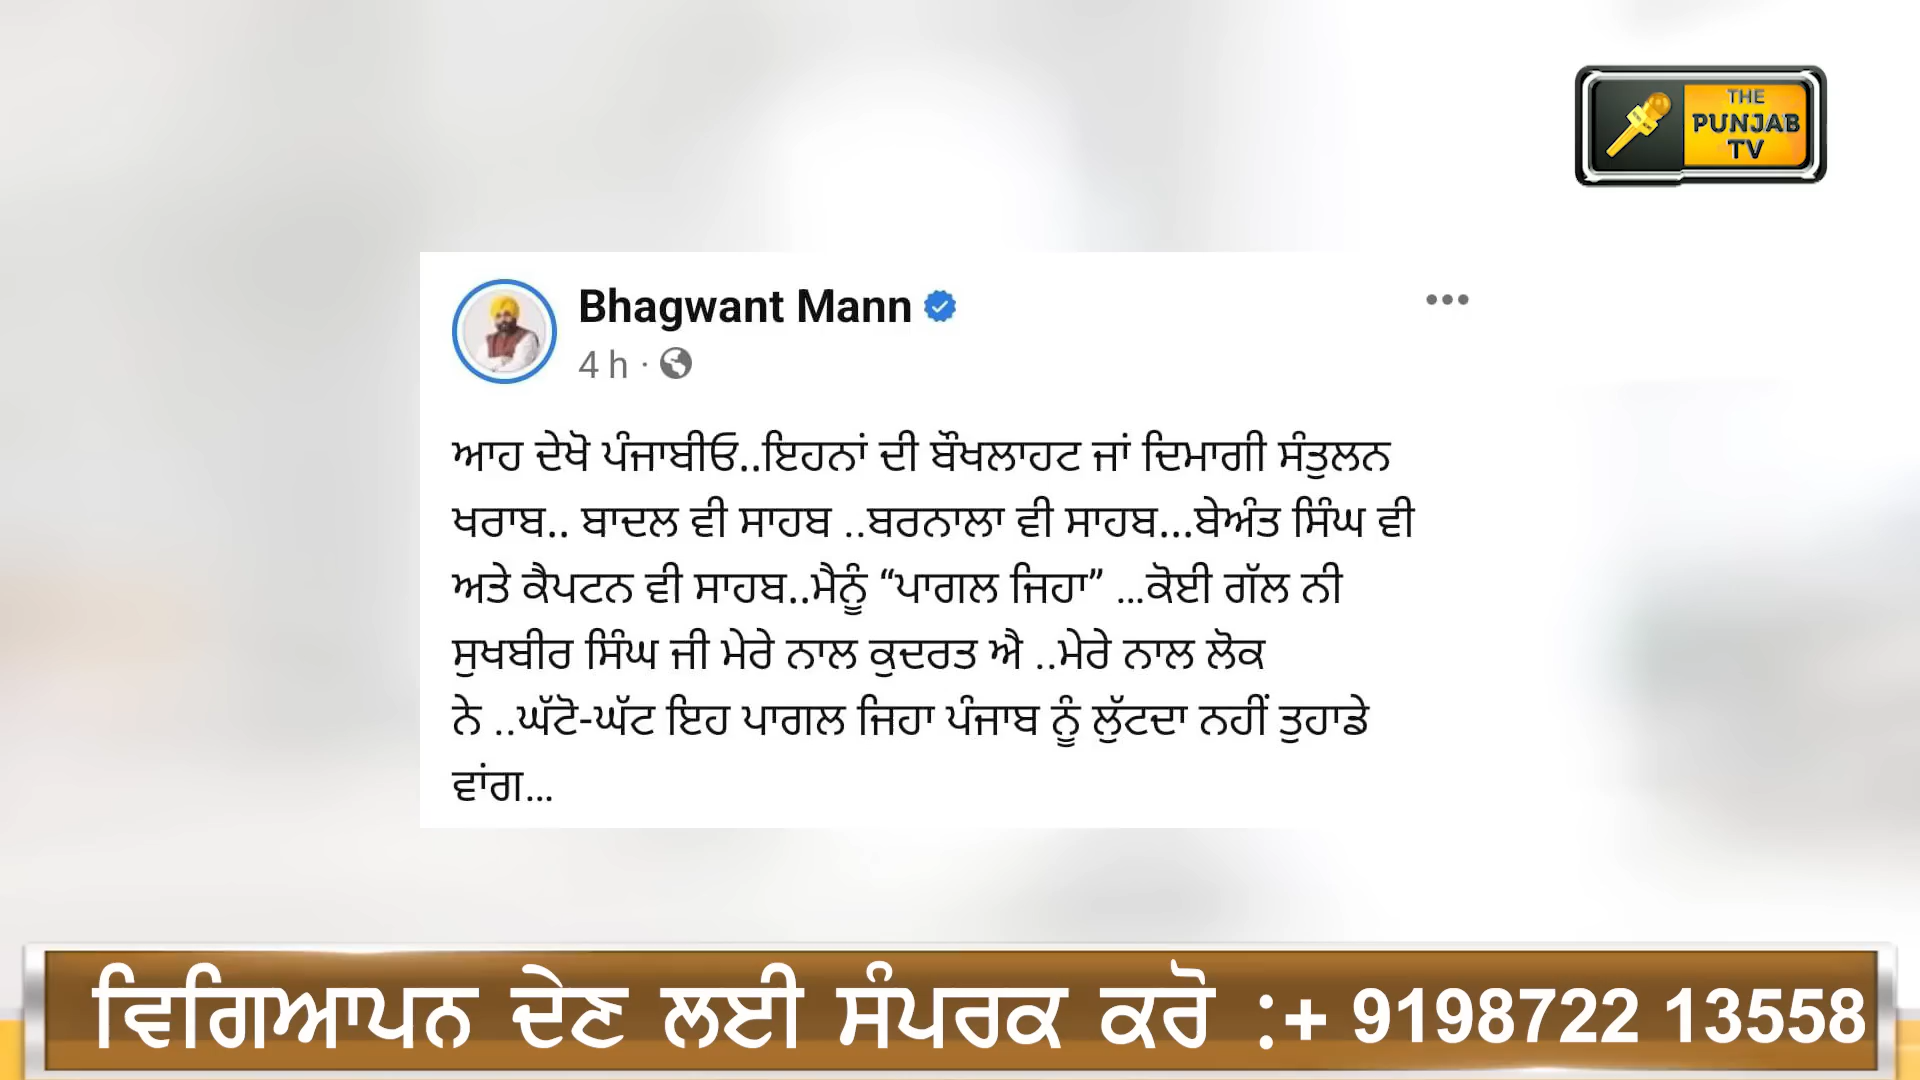 THE
PUNJAB
TV
Bhagwant Mann
4 h ·
ਆਹ ਦੇਖੋ ਪੰਜਾਬੀਓ..ਇਹਨਾਂ ਦੀ ਬੌਖਲਾਹਟ ਜਾਂ ਦਿਮਾਗੀ ਸੰਤੁਲਨ
ਖਰਾਬ.. ਬਾਦਲ ਵੀ ਸਾਹਬ ..ਬਰਨਾਲਾ ਵੀ ਸਾਹਬ...ਬੇਅੰਤ ਸਿੰਘ ਵੀ
ਅਤੇ ਕੈਪਟਨ ਵੀ ਸਾਹਬ..ਮੈਨੂੰ “ਪਾਗਲ ਜਿਹਾ” ...ਕੋਈ ਗੱਲ ਨੀ
ਸੁਖਬੀਰ ਸਿੰਘ ਜੀ ਮੇਰੇ ਨਾਲ ਕੁਦਰਤ ਐ ..ਮੇਰੇ ਨਾਲ ਲੋਕ
ਨੇ ..ਘੱਟੋ-ਘੱਟ ਇਹ ਪਾਗਲ ਜਿਹਾ ਪੰਜਾਬ ਨੂੰ ਲੁੱਟਦਾ ਨਹੀਂ ਤੁਹਾਡੇ
ਵਾਂਗ...
ਵਿਗਿਆਪਨ ਦੇਣ ਲਈ ਸੰਪਰਕ ਕਰੋ :+ 9198722 13558